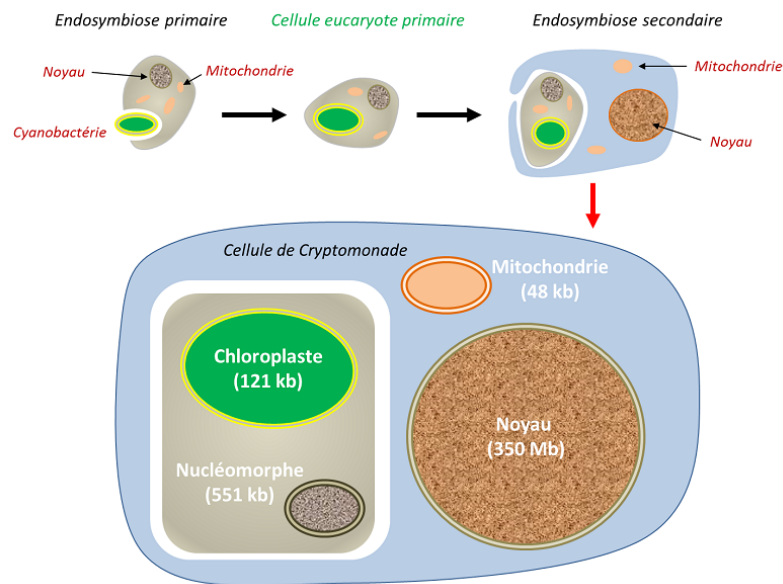 Endosymbiose primaire
Cellule eucaryote primaire
Endosymbiose secondaire
Noyau
Mitochondrie
Cyanobactérie
Mitochondrie
Noyau
Cellule de Cryptomonade
Mitochondrie
(48 kb)
Chloroplaste
(121 kb)
Noyau
(350 Mb)
Nucléomorphe
(551 kb)